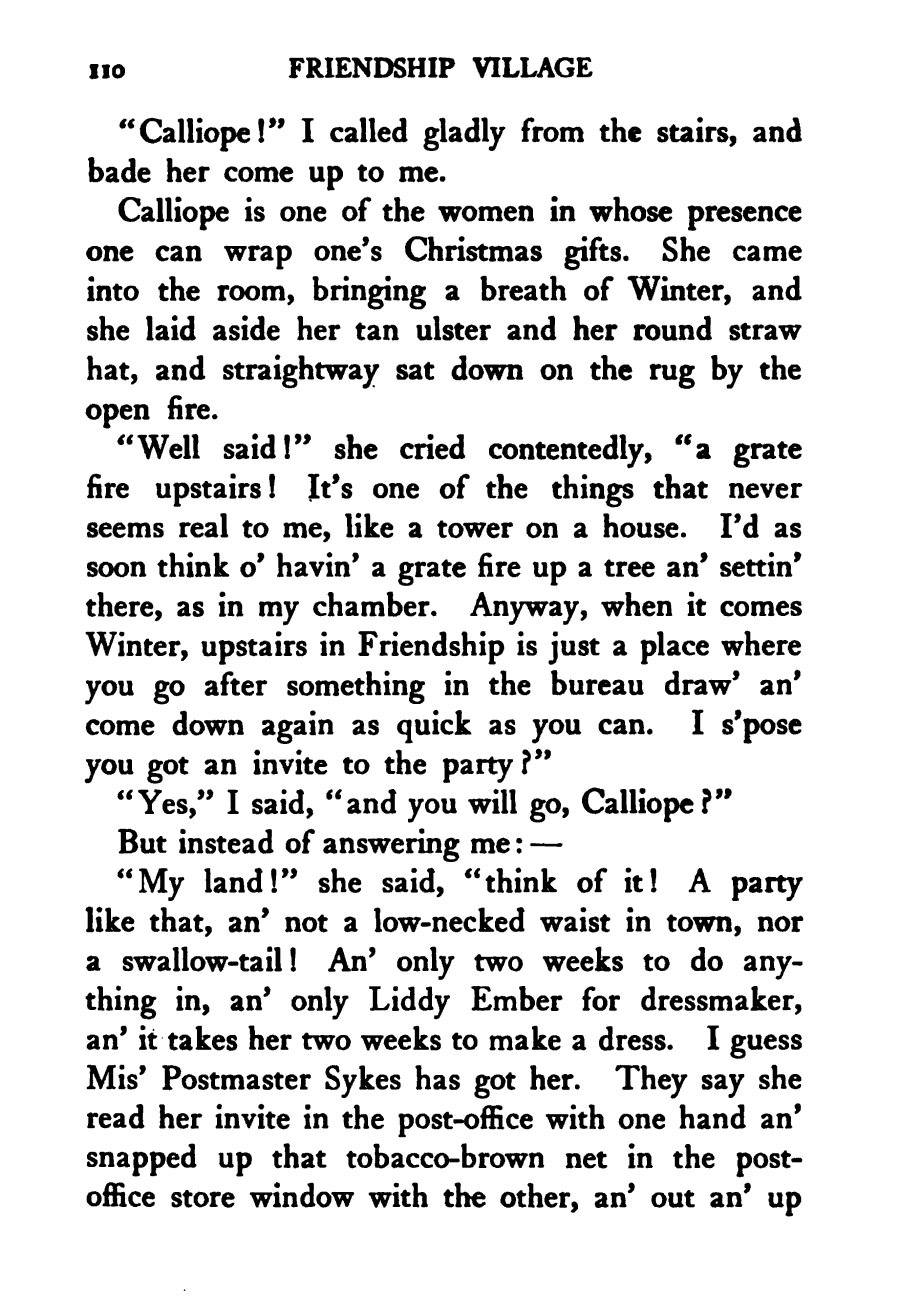 110 FRIENDSHIP VILLAGE
“Calliope!” I called gladly from the stairs, and
bade her come up to me.
Calliope is one of the women in whose presence
one can wrap one’s Christmas gifts. She came
into the room, bringing a breath of Winter, and
she laid aside her tan ulster and her round straw
hat, and straightway sat down on the rug by the
open fire.
“Well said!” she cried contentedly, “a grate
fire upstairs! It’s one of the things that never
seems real to me, like a tower on a house. I’d as
soon think o’ havin’ a grate fire up a tree an’ settin’
there, as in my chamber. Anyway, when it comes
Winter, upstairs in Friendship is just a place where
you go after something in the bureau draw’ an’
come down again as quick as you can. I s’pose
you got an invite to the party?”
“Yes,” I said, “and you will go, Calliope?”
But instead of answering me: —
“My land!” she said, “think of it! A party
like that, an’ not a low-necked waist in town, nor
a swallow-tail! An’ only two weeks to do any-
thing in, an’ only Liddy Ember for dressmaker,
an’ it takes her two weeks to make a dress. I guess
Mis’ Postmaster Sykes has got her. They say she
read her invite in the post-office with one hand an’
snapped up that tobacco-brown net in the post-
office store window with the other, an’ out an’ up